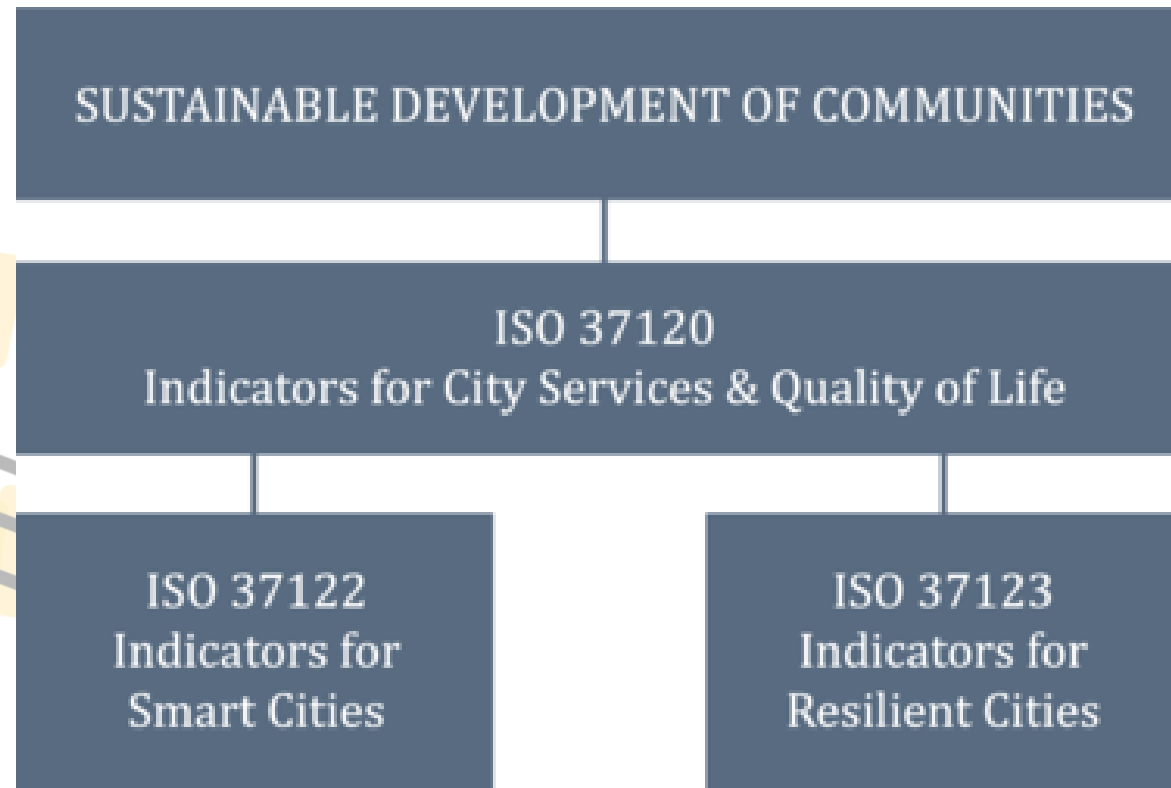 SUSTAINABLE DEVELOPMENT OF COMMUNITIES
ISO 37120
Indicators for City Services & Quality of Life
ISO 37122
Indicators for
Smart Cities
ISO 37123
Indicators for
Resilient Cities